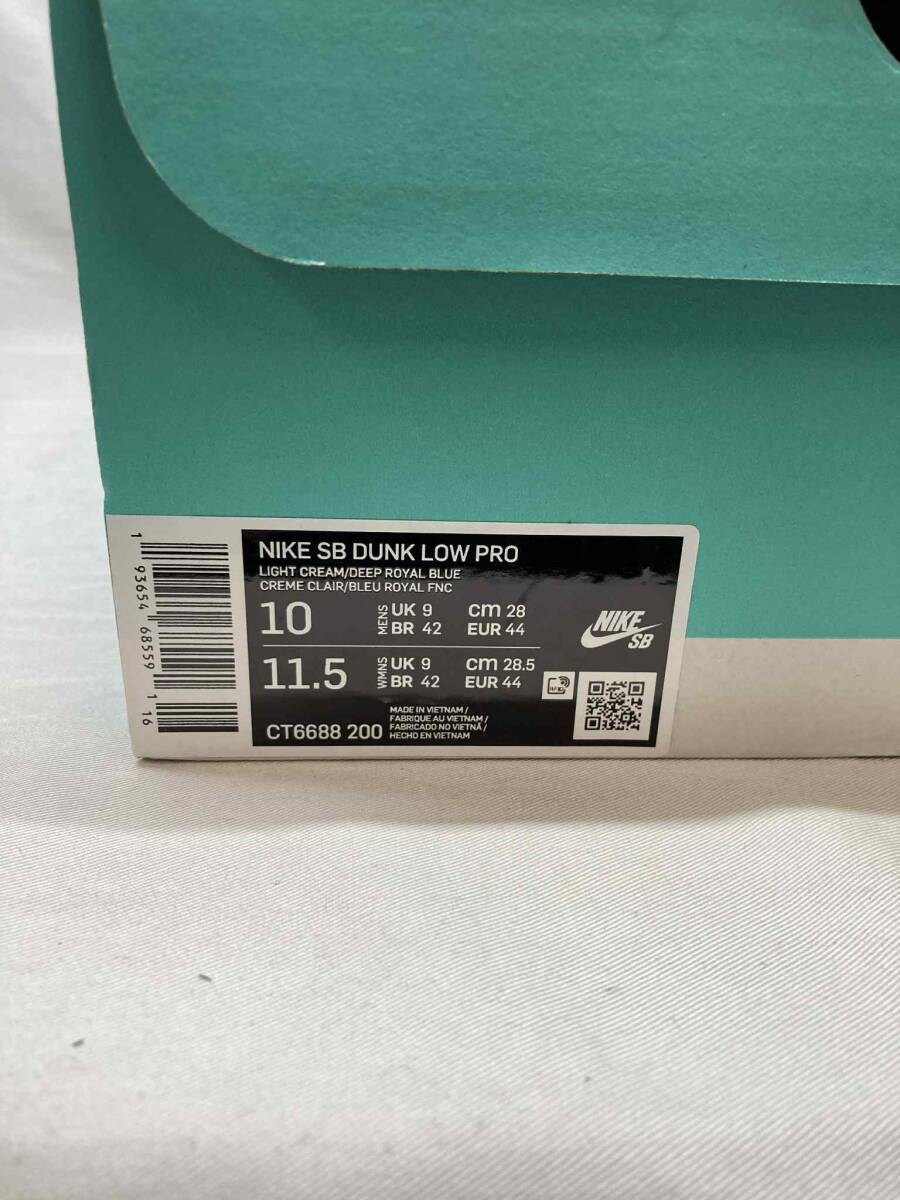 1 93654 68559 16
NIKE SB DUNK LOW PRO
LIGHT CREAM/DEEP ROYAL BLUE
CREME CLAIR/BLEU ROYAL FNC
10 MENS UK 9 cm 28
BR 42 EUR 44
11.5 WMNS UK 9 cm 28.5
BR 42 EUR 44
CT6688 200
MADE IN VIETNAM /
FABRIQUE AU VIETNAM /
FABRICADO NO VIETNÃ /
HECHO EN VIETNAM
RFID
NIKE
SB